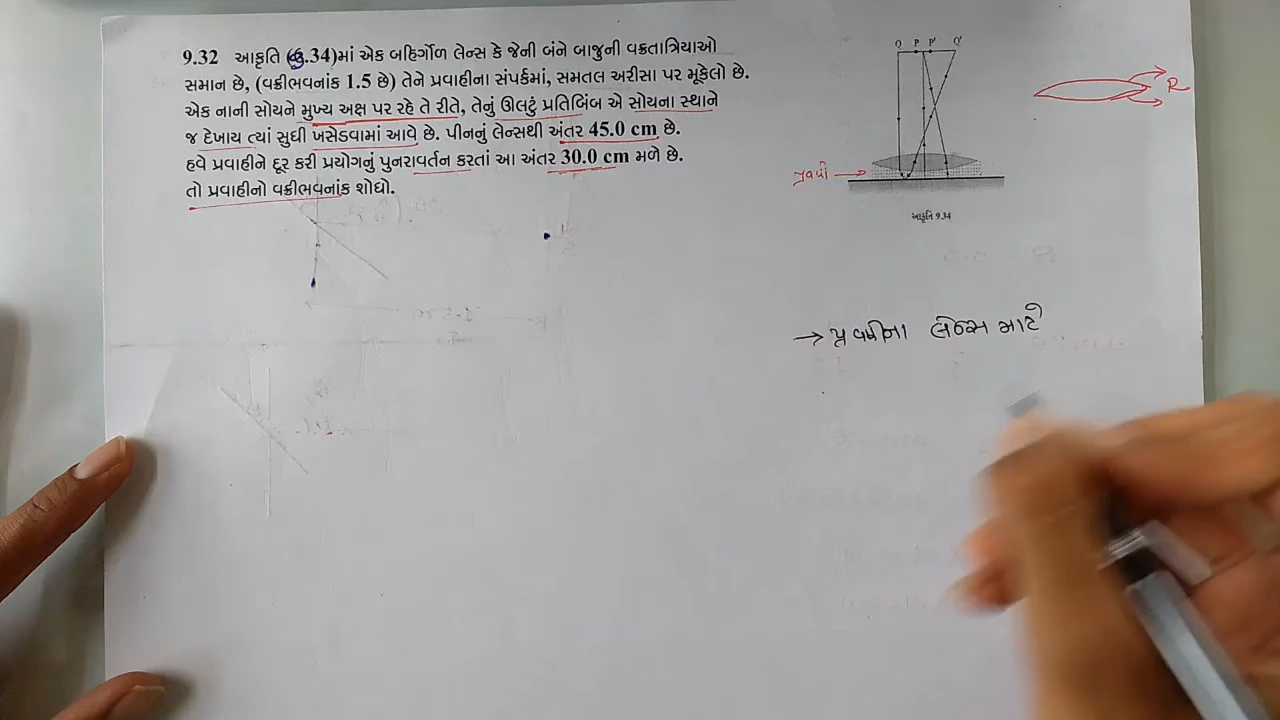 9.32 આકૃતિ (9.34)માં એક બહિર્ગોળ લેન્સ કે જેની બંને બાજુની વક્રતાત્રિયાઓ
સમાન છે, (વક્રીભવનાંક 1.5 છે) તેને પ્રવાહીના સંપર્કમાં, સમતલ અરીસા પર મૂકેલો છે.
એક નાની સોયને મુખ્ય અક્ષ પર રહે તે રીતે, તેનું ઊલટું પ્રતિબિંબ એ સોયના સ્થાને
જ દેખાય ત્યાં સુધી ખસેડવામાં આવે છે. પીનનું લેન્સથી અંતર 45.0 cm છે.
હવે પ્રવાહીને દૂર કરી પ્રયોગનું પુનરાવર્તન કરતાં આ અંતર 30.0 cm મળે છે.
તો પ્રવાહીનો વક્રીભવનાંક શોધો.
Q P P' Q'
R
પ્રવાહી →
આકૃતિ 9.34
→ પ્રવાહીના લેન્સ માટે